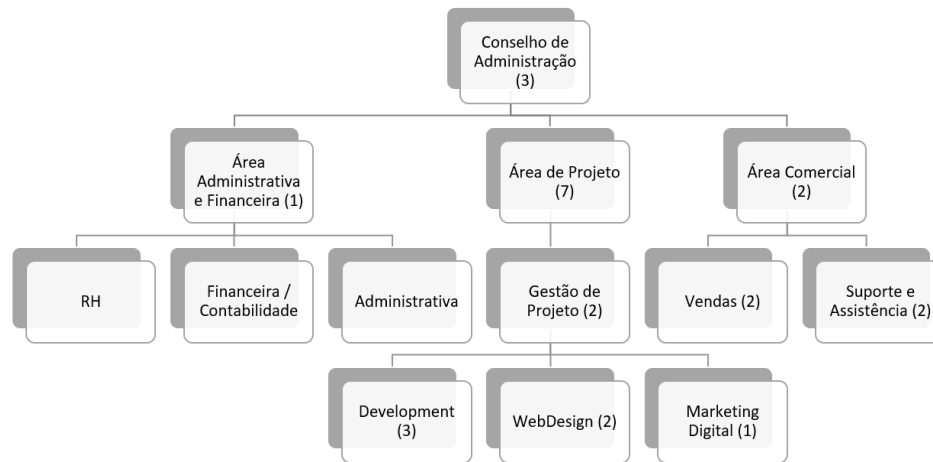 Conselho de
Administração
(3)
Área
Administrativa
e Financeira (1)
Área de Projeto
(7)
Área Comercial
(2)
RH
Financeira /
Contabilidade
Administrativa
Gestão de
Projeto (2)
Vendas (2)
Suporte e
Assistência (2)
Development
(3)
WebDesign (2)
Marketing
Digital (1)